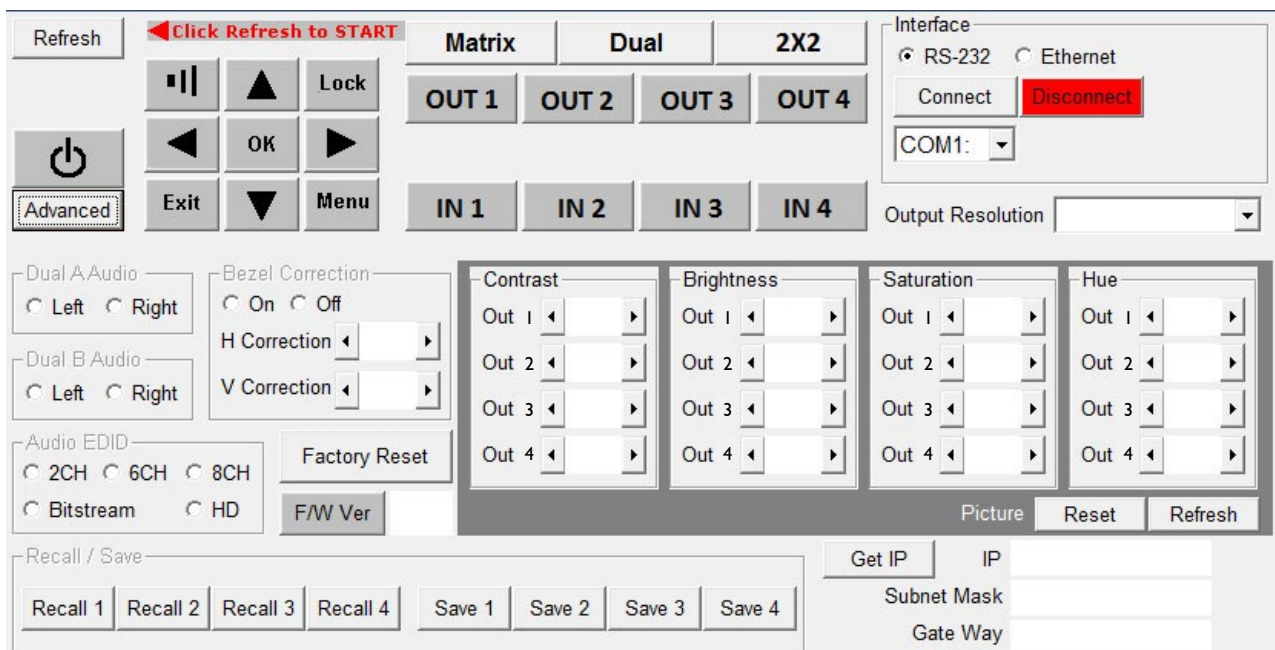 Refresh
Click Refresh to START
Lock
OK
Exit
Menu
Advanced
Matrix Dual 2X2
OUT 1 OUT 2 OUT 3 OUT 4
IN 1 IN 2 IN 3 IN 4
Interface
RS-232 Ethernet
Connect Disconnect
COM1:
Output Resolution
Dual A Audio
Left Right
Dual B Audio
Left Right
Bezel Correction
On Off
H Correction
V Correction
Audio EDID
2CH 6CH 8CH
Bitstream HD
Factory Reset
F/W Ver
Contrast
Out 1
Out 2
Out 3
Out 4
Brightness
Out 1
Out 2
Out 3
Out 4
Saturation
Out 1
Out 2
Out 3
Out 4
Hue
Out 1
Out 2
Out 3
Out 4
Picture Reset Refresh
Recall / Save
Recall 1 Recall 2 Recall 3 Recall 4 Save 1 Save 2 Save 3 Save 4
Get IP IP
Subnet Mask
Gate Way